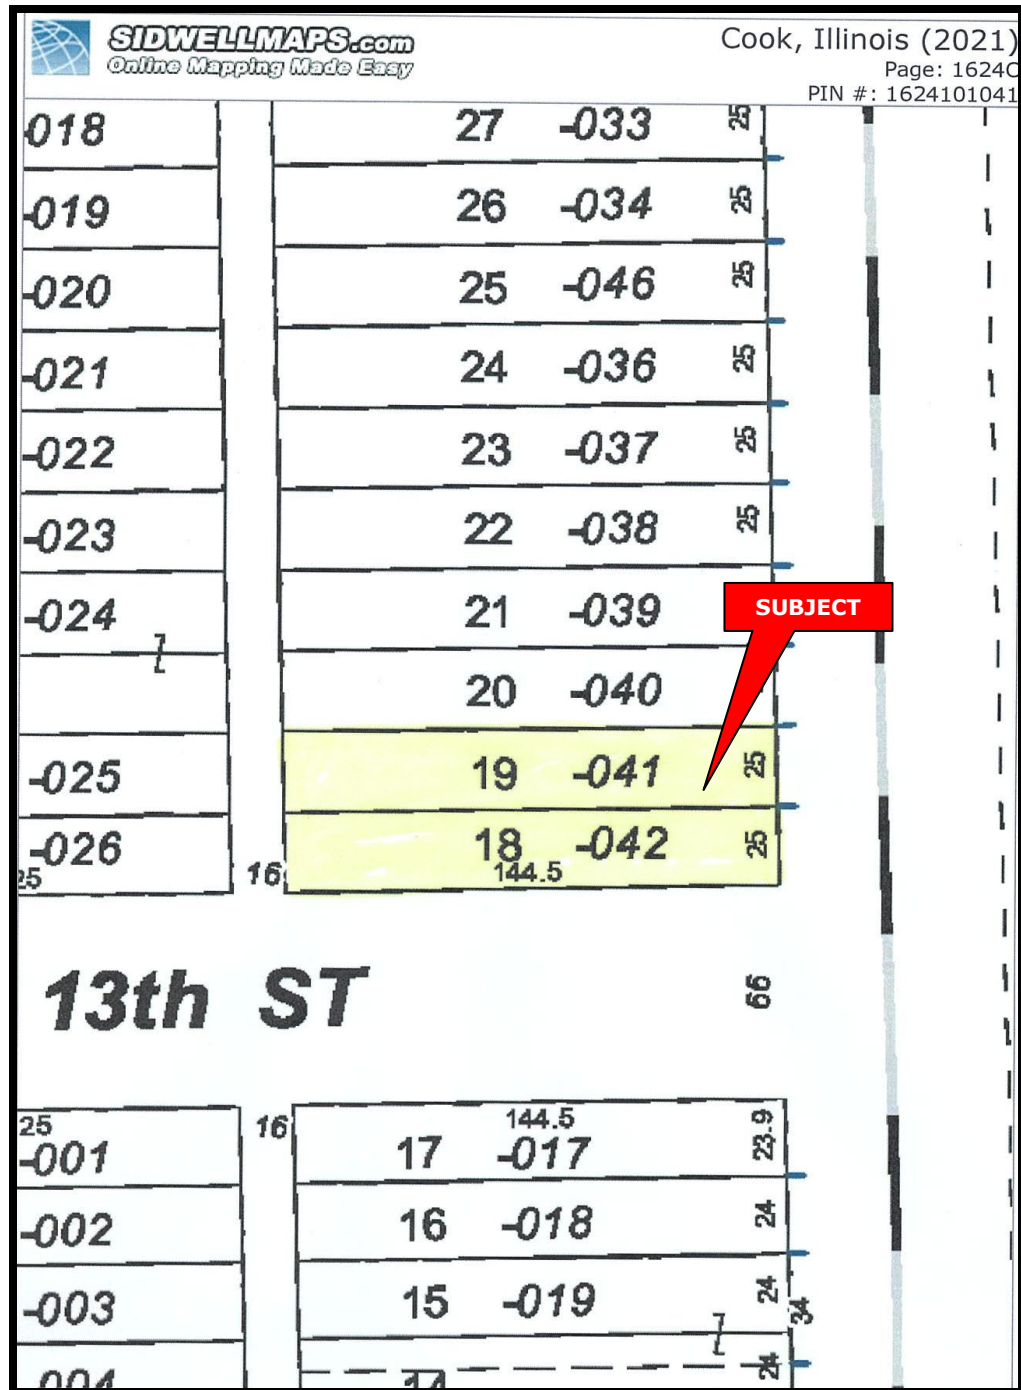 SIDWELLMAPS.com
Online Mapping Made Easy
Cook, Illinois (2021)
Page: 1624C
PIN #: 1624101041
-018 27 -033 25
-019 26 -034 25
-020 25 -046 25
-021 24 -036 25
-022 23 -037 25
-023 22 -038 25
-024 21 -039
SUBJECT
20 -040
-025 19 -041 25
-026 18 -042 25
25 16 144.5
13th ST 66
25 16 144.5 23.9
-001 17 -017
-002 16 -018 24
-003 15 -019 24
34
-004 14 24